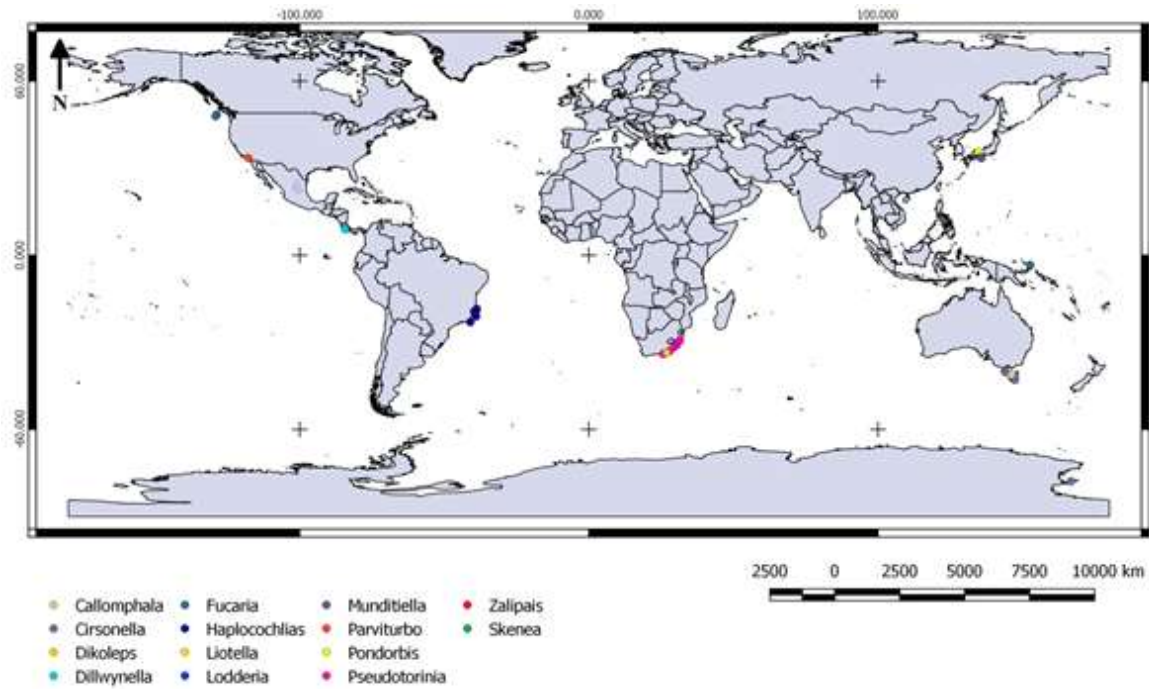 -100.000 0.000 100.000
60.000
0.000
-60.000
N
2500 0 2500 5000 7500 10000 km
Callomphala Fucaria Munditiella Zalipais
Cirsonella Haplocochlias Parviturbo Skenea
Dikoleps Liotella Pondorbis
Dillwynella Lodderia Pseudotorinia